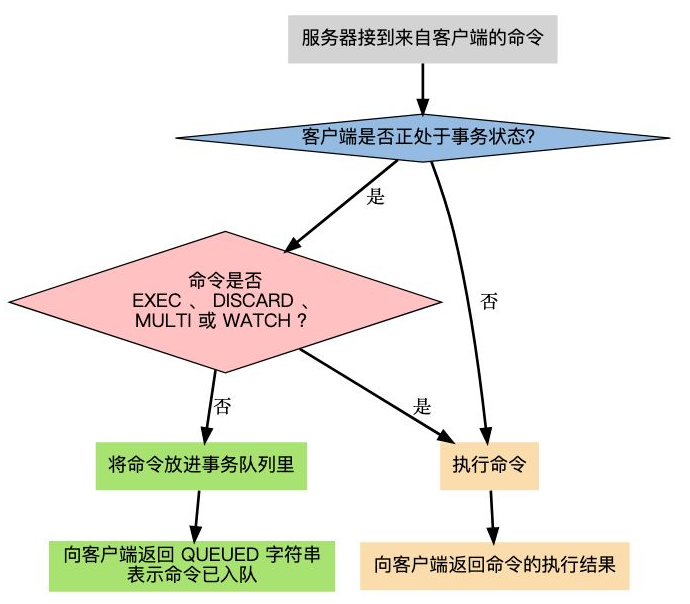 服务器接到来自客户端的命令
客户端是否正处于事务状态?
是
命令是否
EXEC 、 DISCARD 、
MULTI 或 WATCH ?
否
否
是
将命令放进事务队列里
执行命令
向客户端返回 QUEUED 字符串
表示命令已入队
向客户端返回命令的执行结果